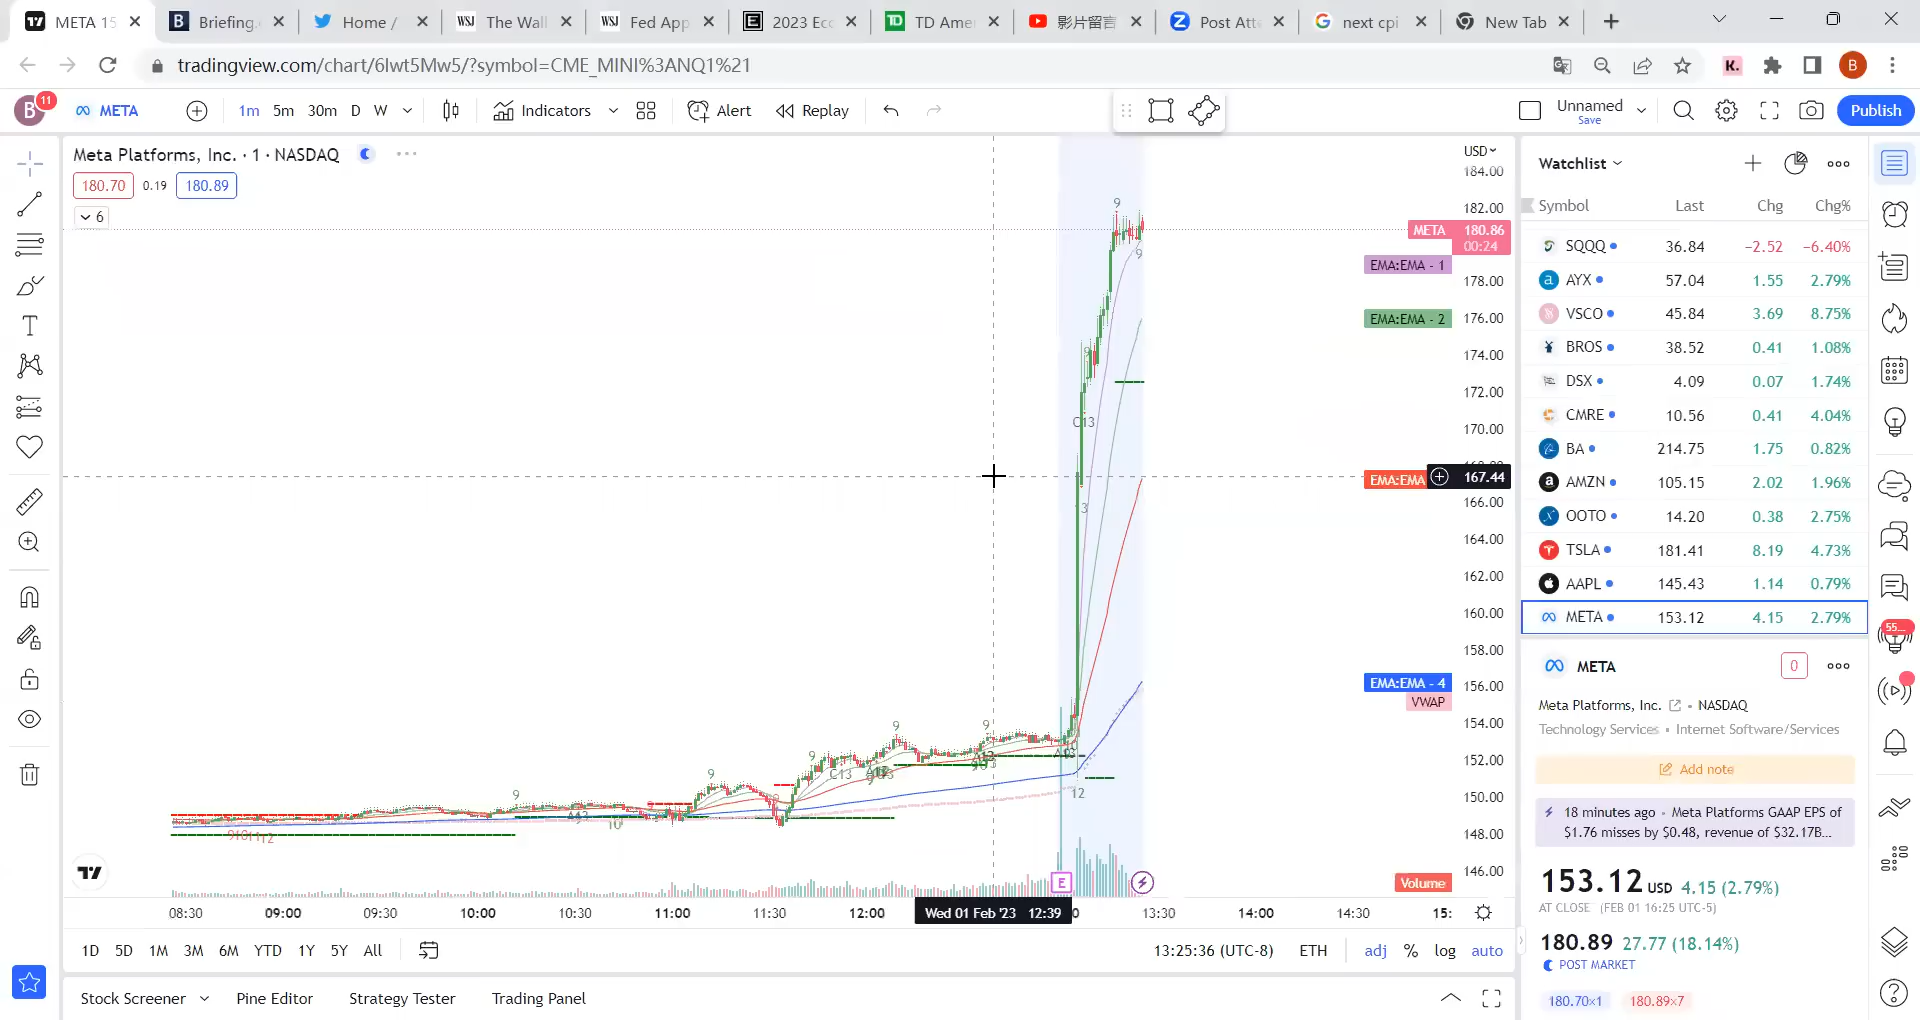 META 15
Briefing.
Home /
The Wall
Fed App
2023 Eco
TD Amer
影片留言
Post Atte
next cpi
New Tab
tradingview.com/chart/6lwt5Mw5/?symbol=CME_MINI%3ANQ1%21
META 1m 5m 30m D W Indicators Alert Replay Unnamed Save Publish
Meta Platforms, Inc. · 1 · NASDAQ
180.70 0.19 180.89
6
USD
184.00
182.00
META 180.86
00:24
EMA:EMA - 1
178.00
EMA:EMA - 2 176.00
174.00
172.00
170.00
EMA:EMA 167.44
166.00
164.00
162.00
160.00
158.00
EMA:EMA - 4 156.00
VWAP
154.00
152.00
150.00
148.00
146.00
Volume
08:30 09:00 09:30 10:00 10:30 11:00 11:30 12:00 Wed 01 Feb '23 12:39 13:30 14:00 14:30 15:
1D 5D 1M 3M 6M YTD 1Y 5Y All 13:25:36 (UTC-8) ETH adj % log auto
Stock Screener Pine Editor Strategy Tester Trading Panel
Watchlist
Symbol Last Chg Chg%
SQQQ 36.84 −2.52 −6.40%
AYX 57.04 1.55 2.79%
VSCO 45.84 3.69 8.75%
BROS 38.52 0.41 1.08%
DSX 4.09 0.07 1.74%
CMRE 10.56 0.41 4.04%
BA 214.75 1.75 0.82%
AMZN 105.15 2.02 1.96%
OOTO 14.20 0.38 2.75%
TSLA 181.41 8.19 4.73%
AAPL 145.43 1.14 0.79%
META 153.12 4.15 2.79%
META 0
Meta Platforms, Inc. • NASDAQ
Technology Services • Internet Software/Services
Add note
18 minutes ago • Meta Platforms GAAP EPS of
$1.76 misses by $0.48, revenue of $32.17B...
153.12 USD 4.15 (2.79%)
AT CLOSE (FEB 01 16:25 UTC-5)
180.89 27.77 (18.14%)
POST MARKET
180.70×1 180.89×7